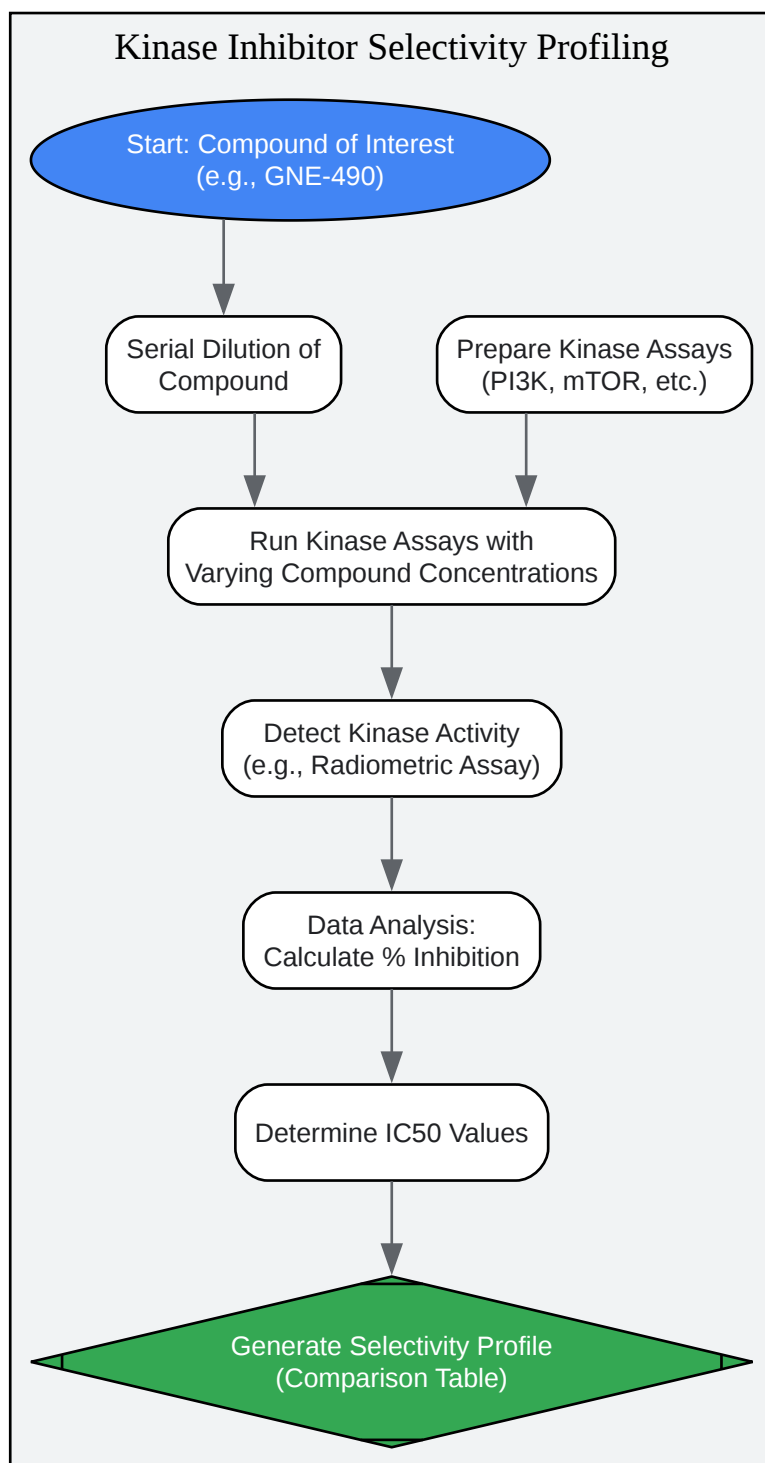 Kinase Inhibitor Selectivity Profiling
Start: Compound of Interest
(e.g., GNE-490)
Serial Dilution of
Compound
Prepare Kinase Assays
(PI3K, mTOR, etc.)
Run Kinase Assays with
Varying Compound Concentrations
Detect Kinase Activity
(e.g., Radiometric Assay)
Data Analysis:
Calculate % Inhibition
Determine IC50 Values
Generate Selectivity Profile
(Comparison Table)